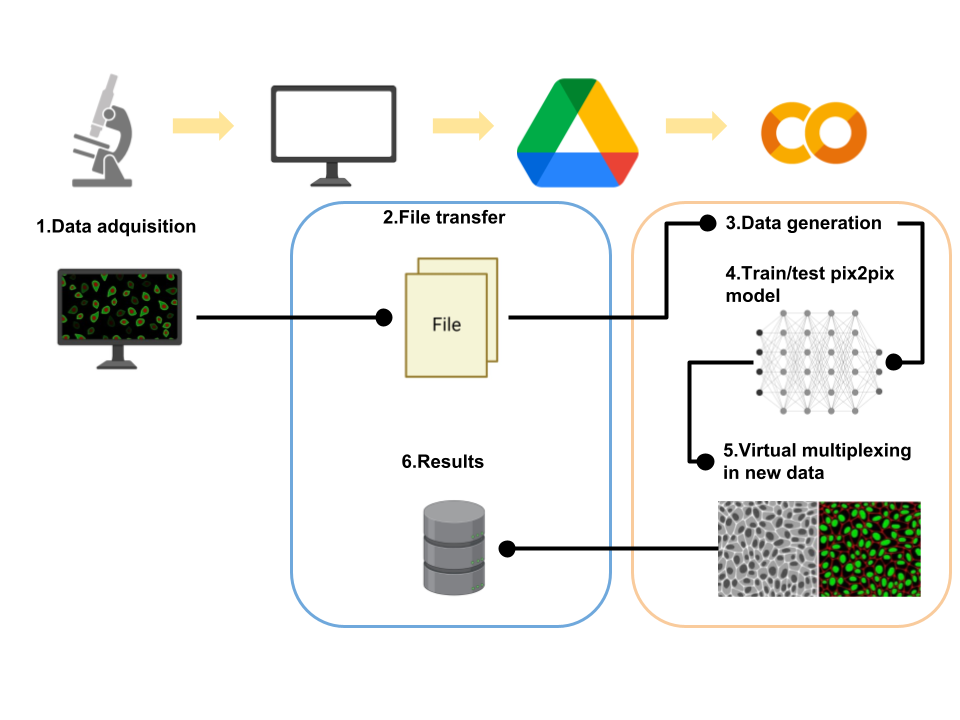 1.Data adquisition
2.File transfer
File
3.Data generation
4.Train/test pix2pix
model
5.Virtual multiplexing
in new data
6.Results